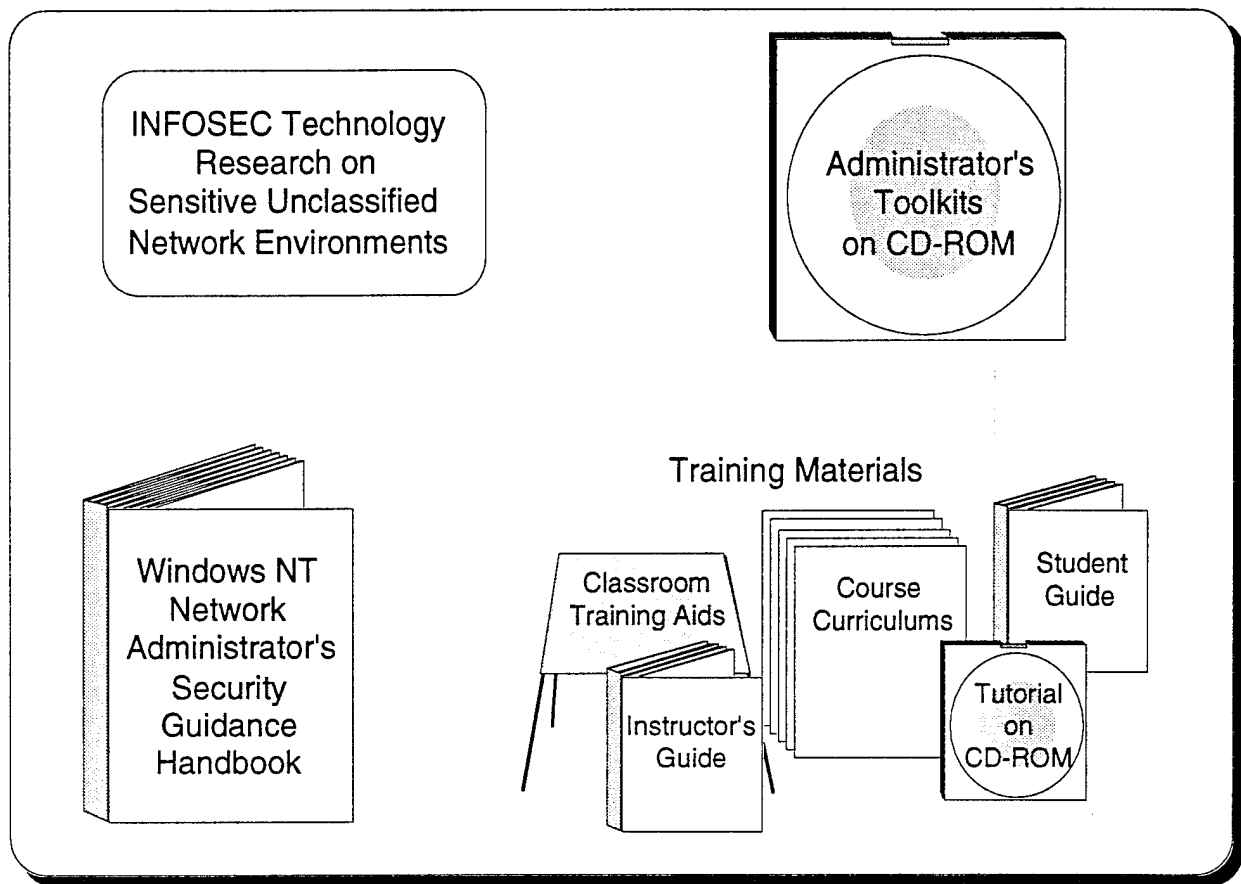 INFOSEC Technology
Research on
Sensitive Unclassified
Network Environments
Administrator's
Toolkits
on CD-ROM
Windows NT
Network
Administrator's
Security
Guidance
Handbook
Training Materials
Classroom
Training Aids
Instructor's
Guide
Course
Curriculums
Student
Guide
Tutorial
on
CD-ROM